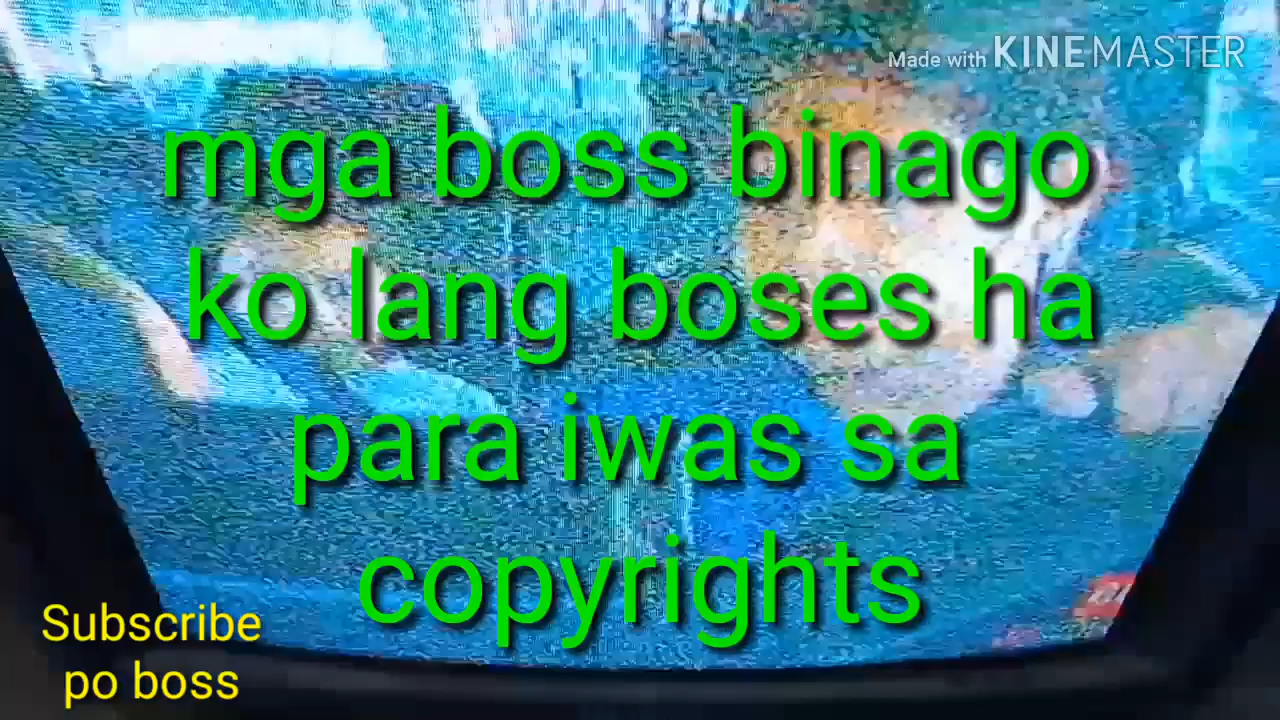 Made with KINEMASTER
mga boss binago
ko lang boses ha
para iwas sa
copyrights
Subscribe
po boss